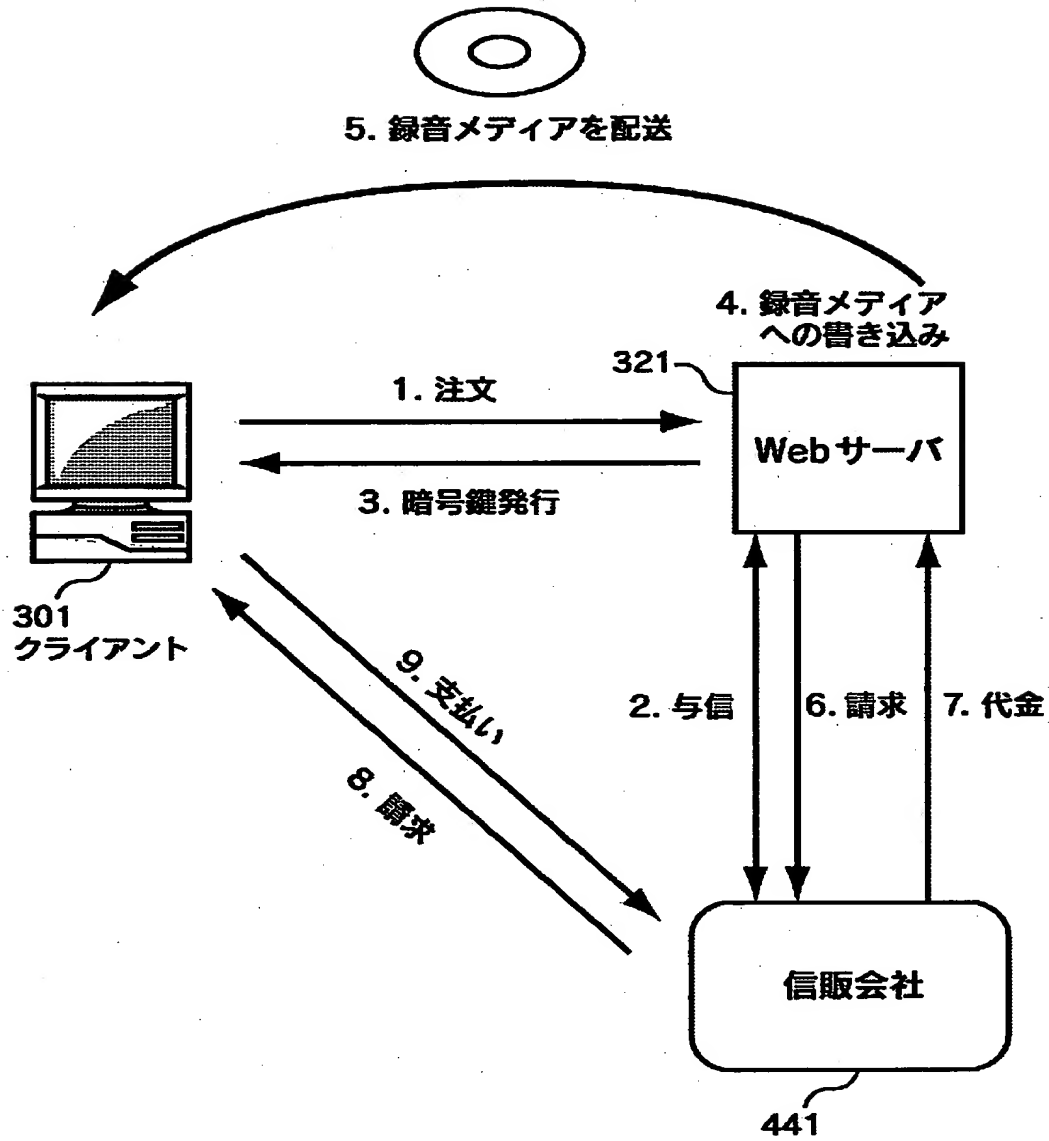 5. 録音メディアを配送
4. 録音メディア
への書き込み
321
1. 注文
Webサーバ
3. 暗号鍵発行
301
クライアント
9. 支払い
8. 請求
2. 与信
6. 請求
7. 代金
信販会社
441